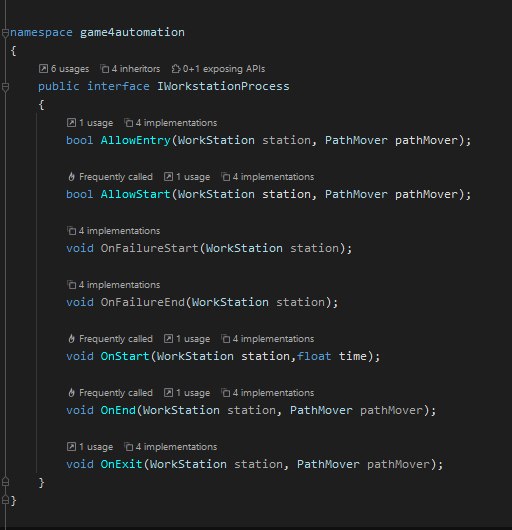 namespace game4automation
{
6 usages 4 inheritors 0+1 exposing APIs
public interface IWorkstationProcess
{
1 usage 4 implementations
bool AllowEntry(WorkStation station, PathMover pathMover);
Frequently called 1 usage 4 implementations
bool AllowStart(WorkStation station, PathMover pathMover);
4 implementations
void OnFailureStart(WorkStation station);
4 implementations
void OnFailureEnd(WorkStation station);
Frequently called 1 usage 4 implementations
void OnStart(WorkStation station,float time);
Frequently called 1 usage 4 implementations
void OnEnd(WorkStation station, PathMover pathMover);
1 usage 4 implementations
void OnExit(WorkStation station, PathMover pathMover);
}
}